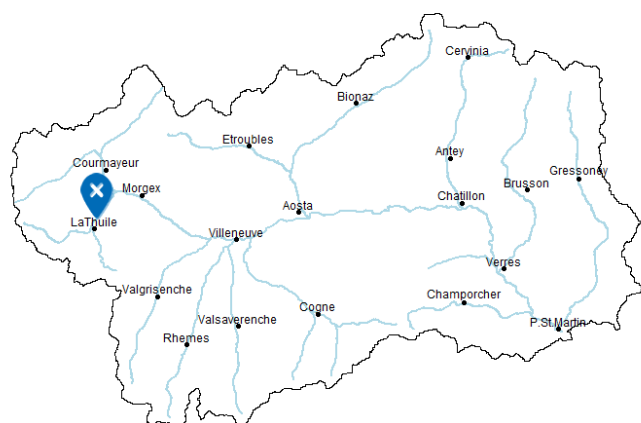 Cervinia
Bionaz
Etroubles
Antey
Courmayeur
Gressoney
Morgex
Brusson
Chatillon
Aosta
LaThuile
Villeneuve
Verres
Valgrisenche
Champorcher
Cogne
Valsaverenche
P.St.Martin
Rhemes